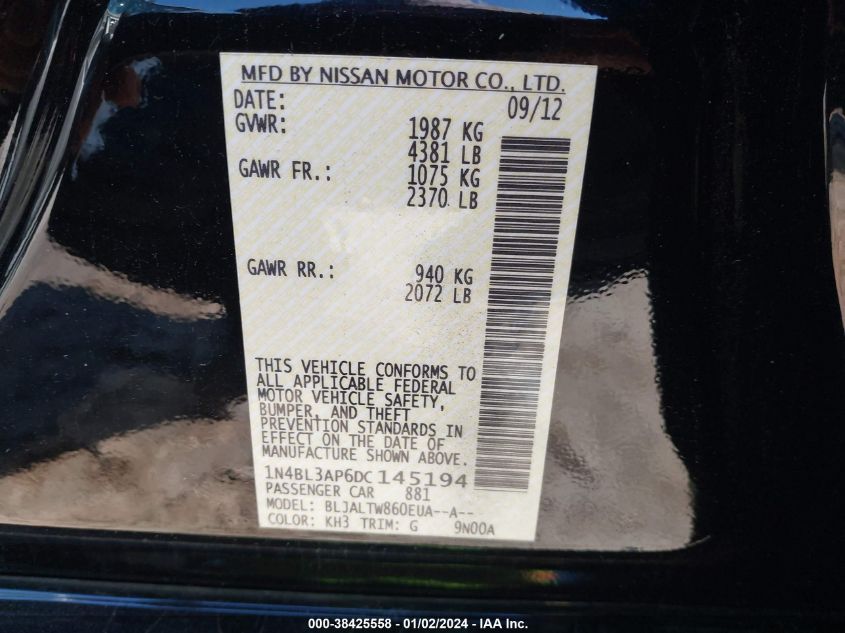 MFD BY NISSAN MOTOR CO., LTD.
DATE: 09/12
GVWR: 1987 KG
4381 LB
GAWR FR.: 1075 KG
2370 LB
GAWR RR.: 940 KG
2072 LB
THIS VEHICLE CONFORMS TO
ALL APPLICABLE FEDERAL
MOTOR VEHICLE SAFETY,
BUMPER, AND THEFT
PREVENTION STANDARDS IN
EFFECT ON THE DATE OF
MANUFACTURE SHOWN ABOVE.
1N4BL3AP6DC 145194
PASSENGER CAR 881
MODEL: BLJALTW860EUA--A--
COLOR: KH3 TRIM: G 9N00A
000-38425558 - 01/02/2024 - IAA Inc.